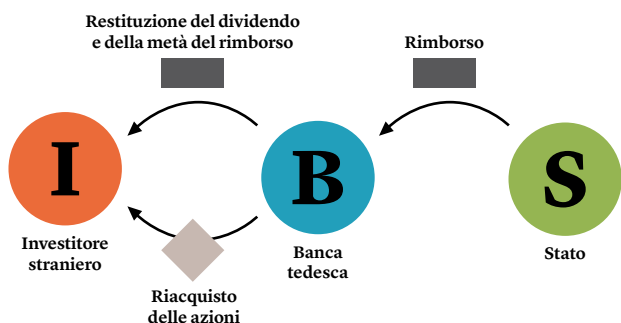 Restituzione del dividendo
e della metà del rimborso
Rimborso
I
B
S
Investitore
straniero
Banca
tedesca
Stato
Riacquisto
delle azioni